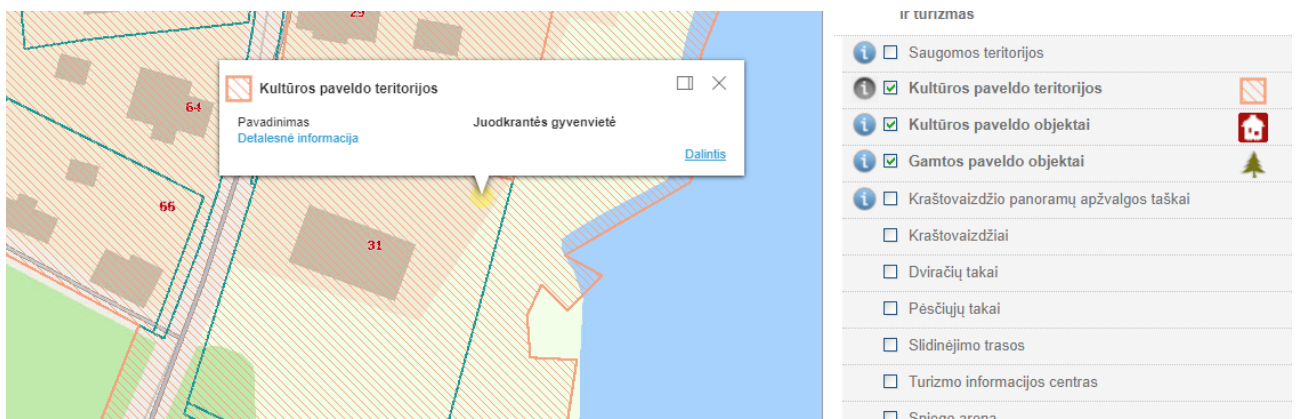 29
Kultūros paveldo teritorijos
64
Pavadinimas
Juodkrantės gyvenvietė
Detalesnė informacija
Dalintis
66
31
ir turizmas
Saugomos teritorijos
Kultūros paveldo teritorijos
Kultūros paveldo objektai
Gamtos paveldo objektai
Kraštovaizdžio panoramų apžvalgos taškai
Kraštovaizdžiai
Dviračių takai
Pėsčiųjų takai
Slidinėjimo trasos
Turizmo informacijos centras
Sniego arena